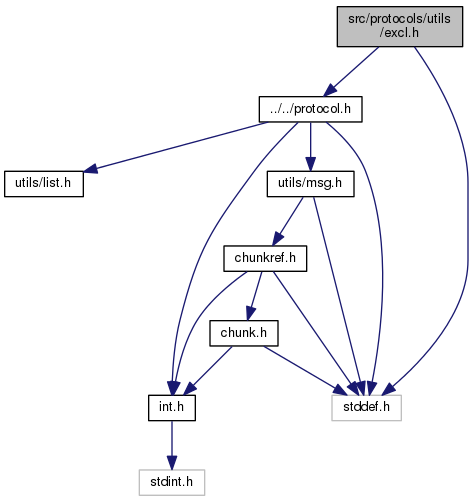 src/protocols/utils
/excl.h
../../protocol.h
utils/list.h
utils/msg.h
chunkref.h
chunk.h
int.h
stddef.h
stdint.h